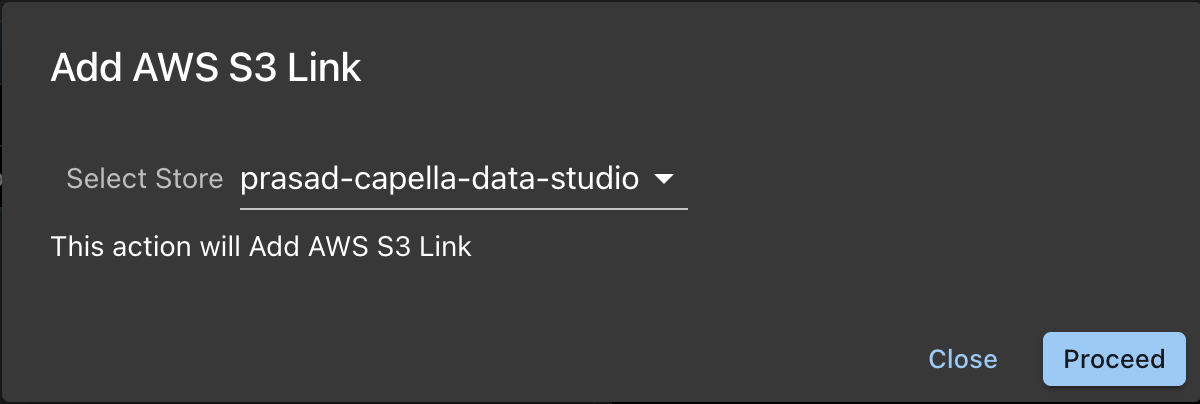 Add AWS S3 Link
Select Store prasad-capella-data-studio
This action will Add AWS S3 Link
Close Proceed